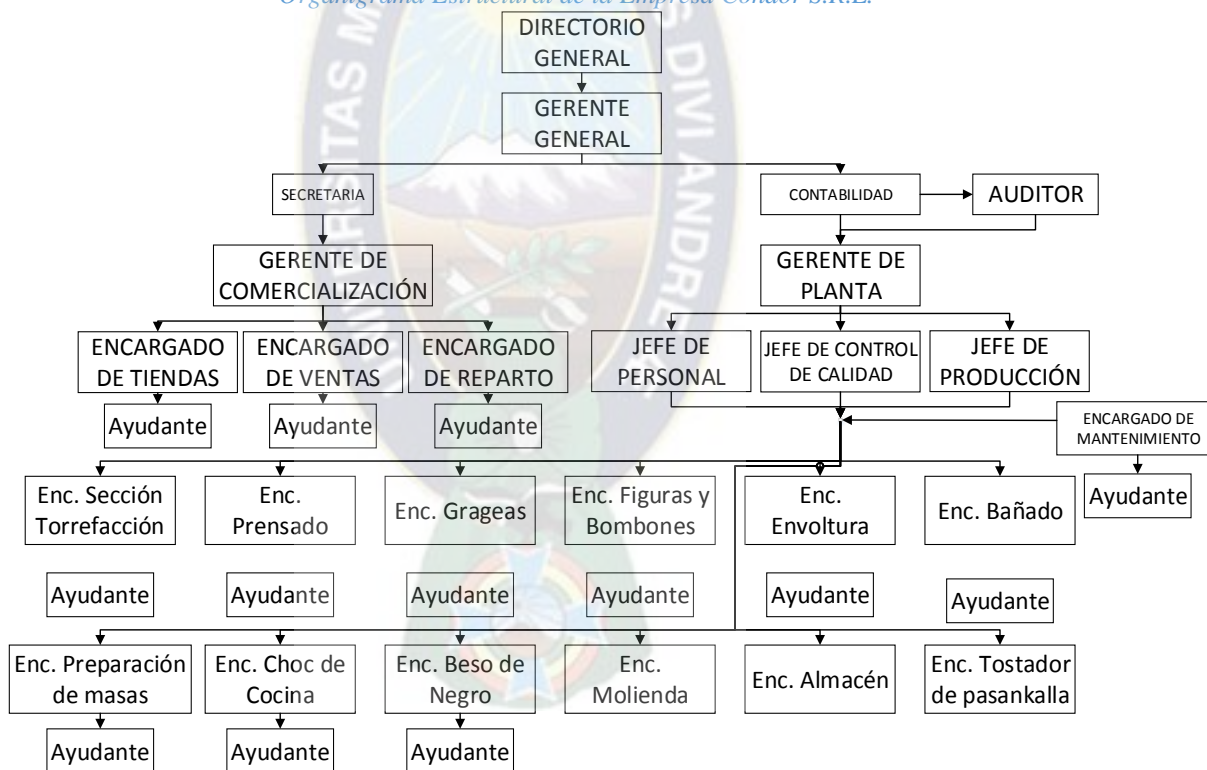 Organigrama Estructural de la Empresa Cóndor S.R.L.
DIRECTORIO
GENERAL
GERENTE
GENERAL
SECRETARIA
CONTABILIDAD
AUDITOR
GERENTE DE
COMERCIALIZACIÓN
GERENTE DE
PLANTA
ENCARGADO
DE TIENDAS
ENCARGADO
DE VENTAS
ENCARGADO
DE REPARTO
JEFE DE
PERSONAL
JEFE DE CONTROL
DE CALIDAD
JEFE DE
PRODUCCIÓN
Ayudante
Ayudante
Ayudante
ENCARGADO DE
MANTENIMIENTO
Enc. Sección
Torrefacción
Enc.
Prensado
Enc. Grageas
Enc. Figuras y
Bombones
Enc.
Envoltura
Enc. Bañado
Ayudante
Ayudante
Ayudante
Ayudante
Ayudante
Ayudante
Ayudante
Enc. Preparación
de masas
Enc. Choc de
Cocina
Enc. Beso de
Negro
Enc.
Molienda
Enc. Almacén
Enc. Tostador
de pasankalla
Ayudante
Ayudante
Ayudante
UNIVERSITAS M
S DIVI ANDRE